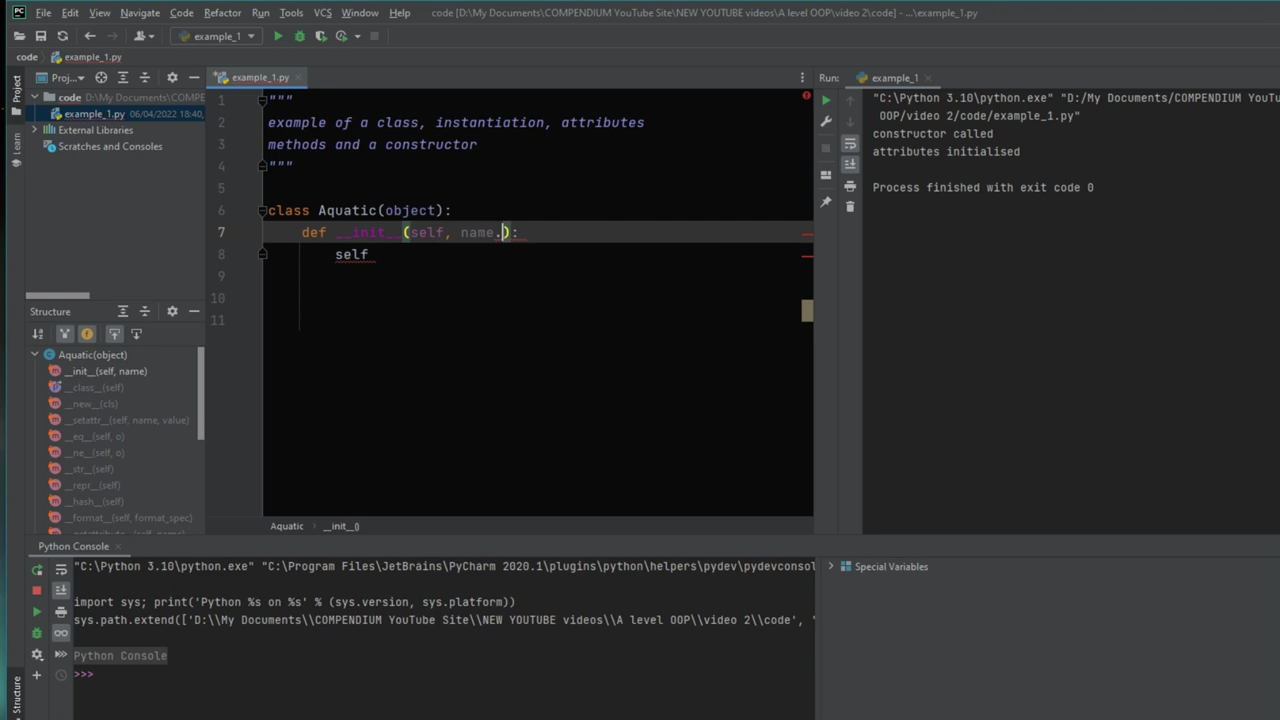 PC File Edit View Navigate Code Refactor Run Tools VCS Window Help code [D:\My Documents\COMPENDIUM YouTube Site\NEW YOUTUBE videos\A level OOP\video 2\code] - ...\example_1.py
example_1
code example_1.py
Project
Learn
Structure
Proj...
code D:\My Documents\COMPE
example_1.py 06/04/2022 18:40,
External Libraries
Scratches and Consoles
Structure
Aquatic(object)
__init__(self, name)
__class__(self)
__new__(cls)
__setattr__(self, name, value)
__eq__(self, o)
__ne__(self, o)
__str__(self)
__repr__(self)
__hash__(self)
__format__(self, format_spec)
example_1.py
1 """
2 example of a class, instantiation, attributes
3 methods and a constructor
4 """
5
6 class Aquatic(object):
7 def __init__(self, name.):
8 self
9
10
11
Aquatic __init__()
Run: example_1
"C:\Python 3.10\python.exe" "D:/My Documents/COMPENDIUM YouTu
OOP/video 2/code/example_1.py"
constructor called
attributes initialised
Process finished with exit code 0
Python Console
"C:\Python 3.10\python.exe" "C:\Program Files\JetBrains\PyCharm 2020.1\plugins\python\helpers\pydev\pydevconsol
import sys; print('Python %s on %s' % (sys.version, sys.platform))
sys.path.extend(['D:\\My Documents\\COMPENDIUM YouTube Site\\NEW YOUTUBE videos\\A level OOP\\video 2\\code', '
Python Console
>>>
Special Variables